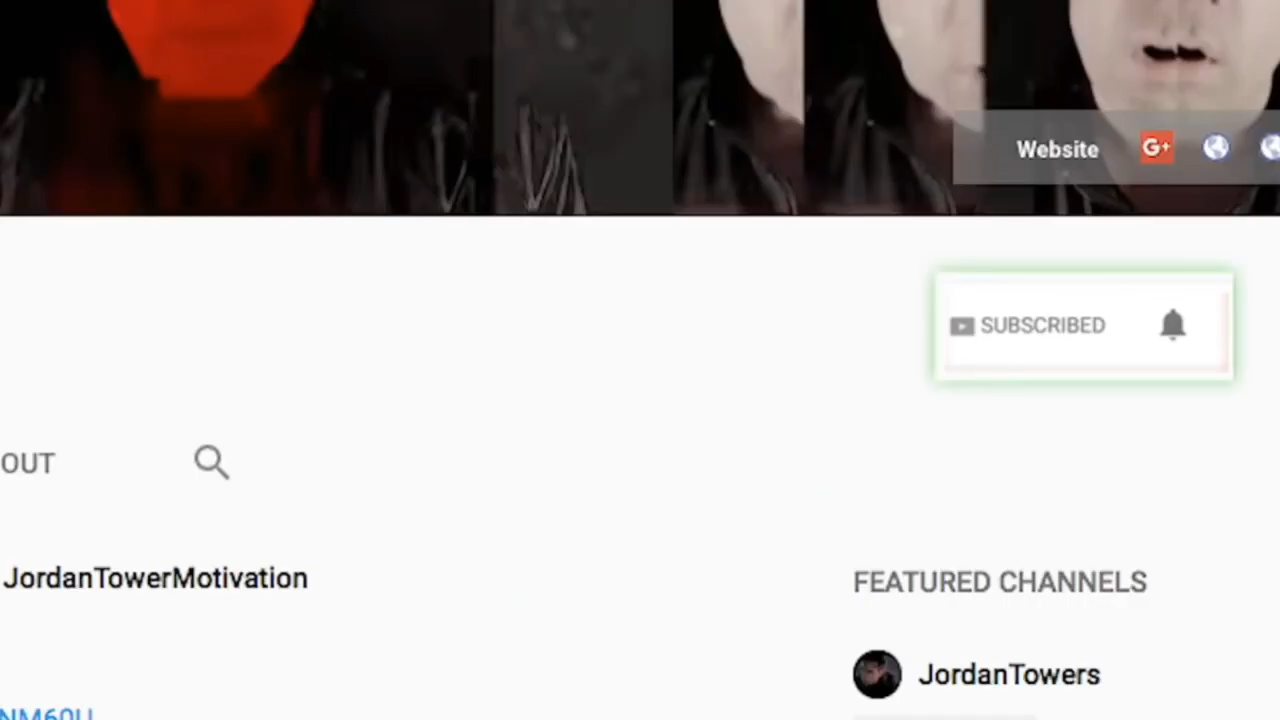 Website G+
SUBSCRIBED
OUT
JordanTowerMotivation
FEATURED CHANNELS
JordanTowers